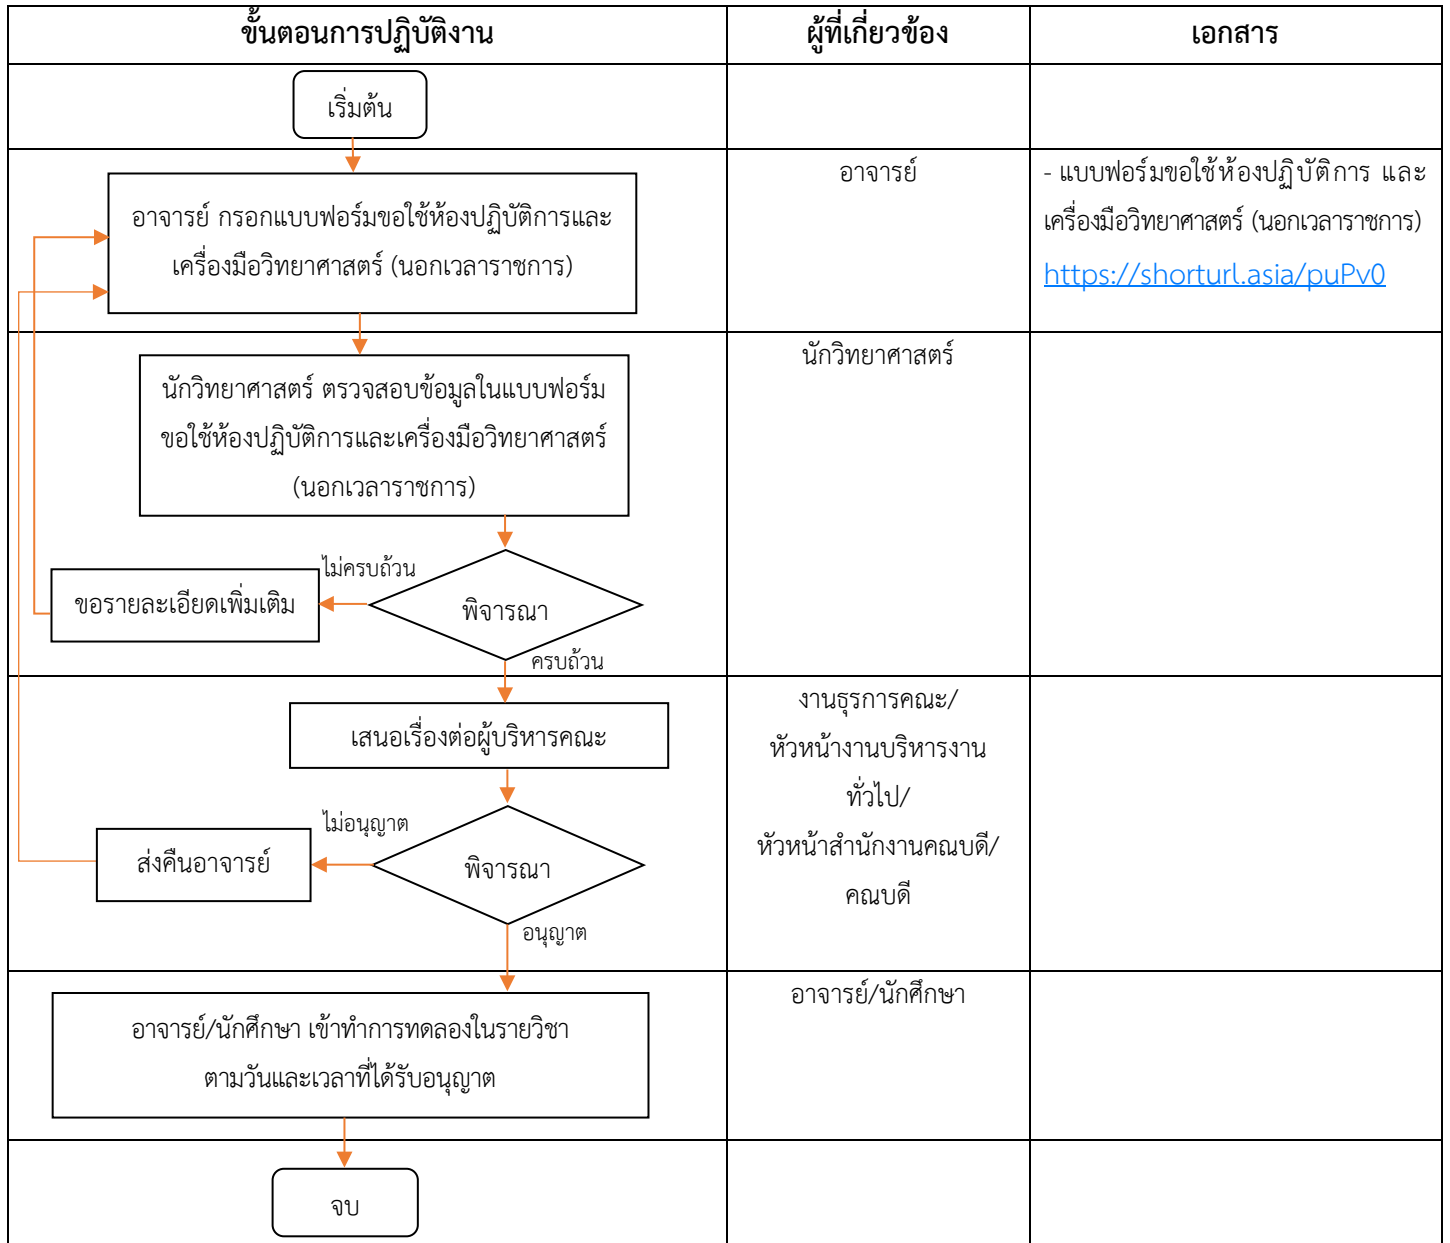 ขั้นตอนการปฏิบัติงาน
ผู้ที่เกี่ยวข้อง
เอกสาร
เริ่มต้น
อาจารย์ กรอกแบบฟอร์มขอใช้ห้องปฏิบัติการและ
เครื่องมือวิทยาศาสตร์ (นอกเวลาราชการ)
อาจารย์
- แบบฟอร์มขอใช้ห้องปฏิบัติการ และ
เครื่องมือวิทยาศาสตร์ (นอกเวลาราชการ)
https://shorturl.asia/puPv0
นักวิทยาศาสตร์ ตรวจสอบข้อมูลในแบบฟอร์ม
ขอใช้ห้องปฏิบัติการและเครื่องมือวิทยาศาสตร์
(นอกเวลาราชการ)
นักวิทยาศาสตร์
ไม่ครบถ้วน
ขอรายละเอียดเพิ่มเติม
พิจารณา
ครบถ้วน
เสนอเรื่องต่อผู้บริหารคณะ
งานธุรการคณะ/
หัวหน้างานบริหารงาน
ทั่วไป/
หัวหน้าสำนักงานคณบดี/
คณบดี
ไม่อนุญาต
ส่งคืนอาจารย์
พิจารณา
อนุญาต
อาจารย์/นักศึกษา เข้าทำการทดลองในรายวิชา
ตามวันและเวลาที่ได้รับอนุญาต
อาจารย์/นักศึกษา
จบ